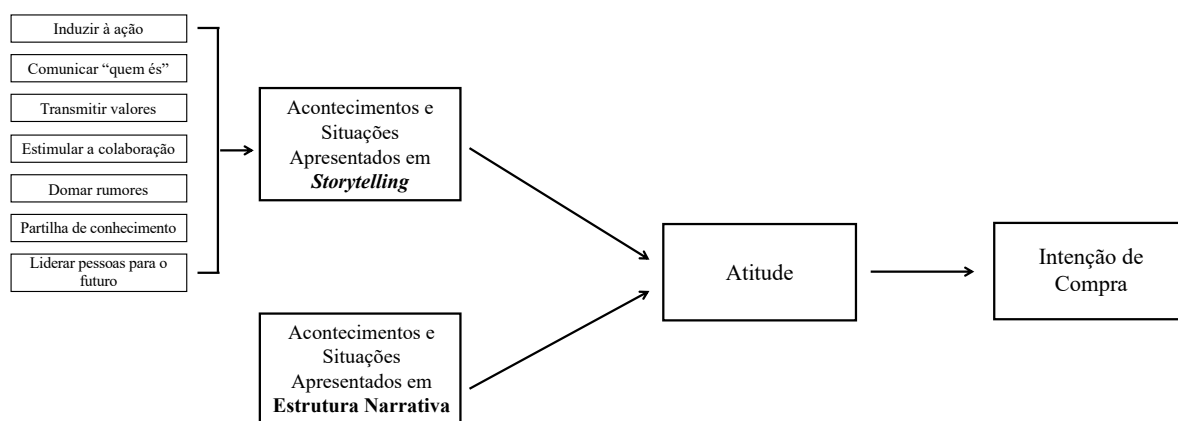 Induzir à ação
Comunicar “quem és”
Transmitir valores
Estimular a colaboração
Domar rumores
Partilha de conhecimento
Liderar pessoas para o
futuro
Acontecimentos e
Situações
Apresentados em
Storytelling
Acontecimentos e
Situações
Apresentados em
Estrutura Narrativa
Atitude
Intenção de
Compra